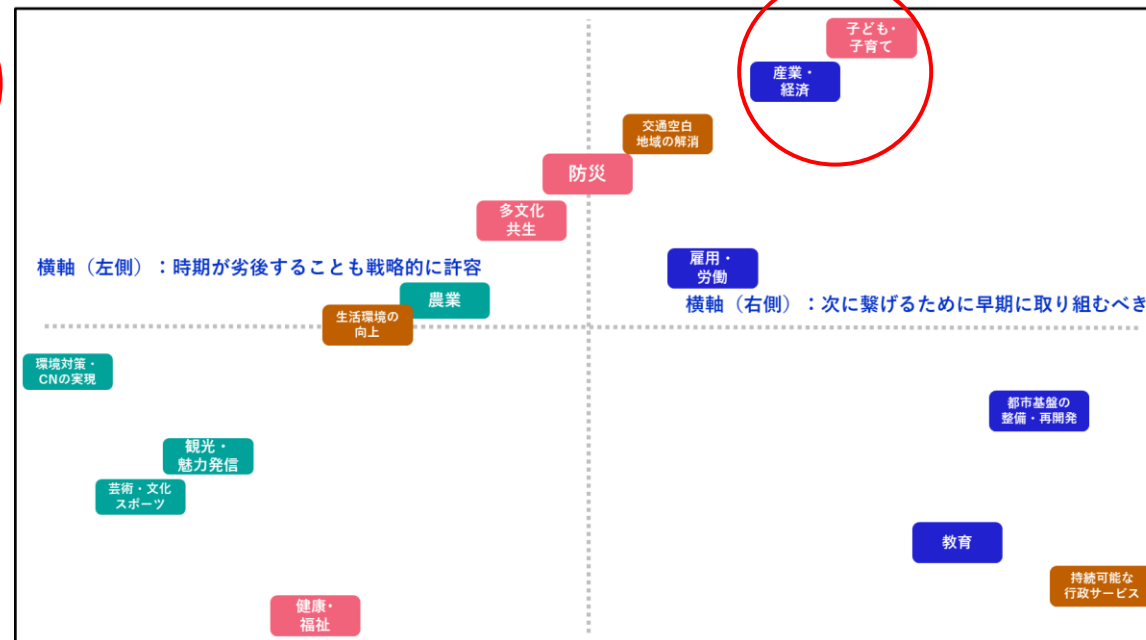 子ども・
子育て
産業・
経済
交通空白
地域の解消
防災
多文化
共生
横軸（左側）：時期が劣後することも戦略的に許容
雇用・
労働
農業
横軸（右側）：次に繋げるために早期に取り組むべき
生活環境の
向上
環境対策・
CNの実現
都市基盤の
整備・再開発
観光・
魅力発信
芸術・文化
スポーツ
教育
持続可能な
行政サービス
健康・
福祉